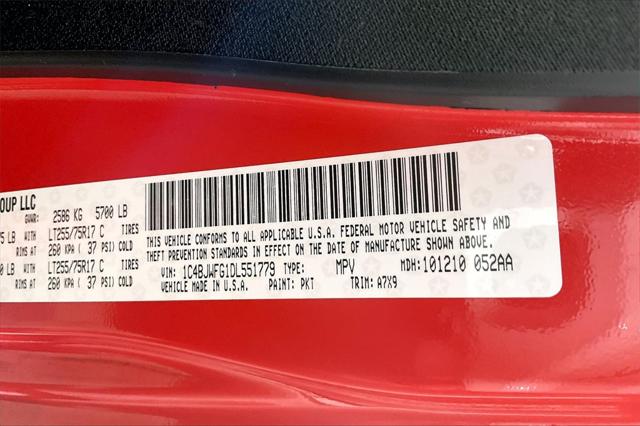 OUP LLC
GVWR: 2586 KG 5700 LB
5 LB WITH LT255/75R17 C TIRES
RIMS AT 260 KPA ( 37 PSI) COLD
0 LB WITH LT255/75R17 C TIRES
RIMS AT 260 KPA ( 37 PSI) COLD
THIS VEHICLE CONFORMS TO ALL APPLICABLE U.S.A. FEDERAL MOTOR VEHICLE SAFETY AND
THEFT PREVENTION STANDARDS IN EFFECT ON THE DATE OF MANUFACTURE SHOWN ABOVE.
VIN: 1C4BJWFG1DL551779 TYPE: MPV MDH: 101210 052AA
VEHICLE MADE IN U.S.A. PAINT: PKT TRIM: A7X9